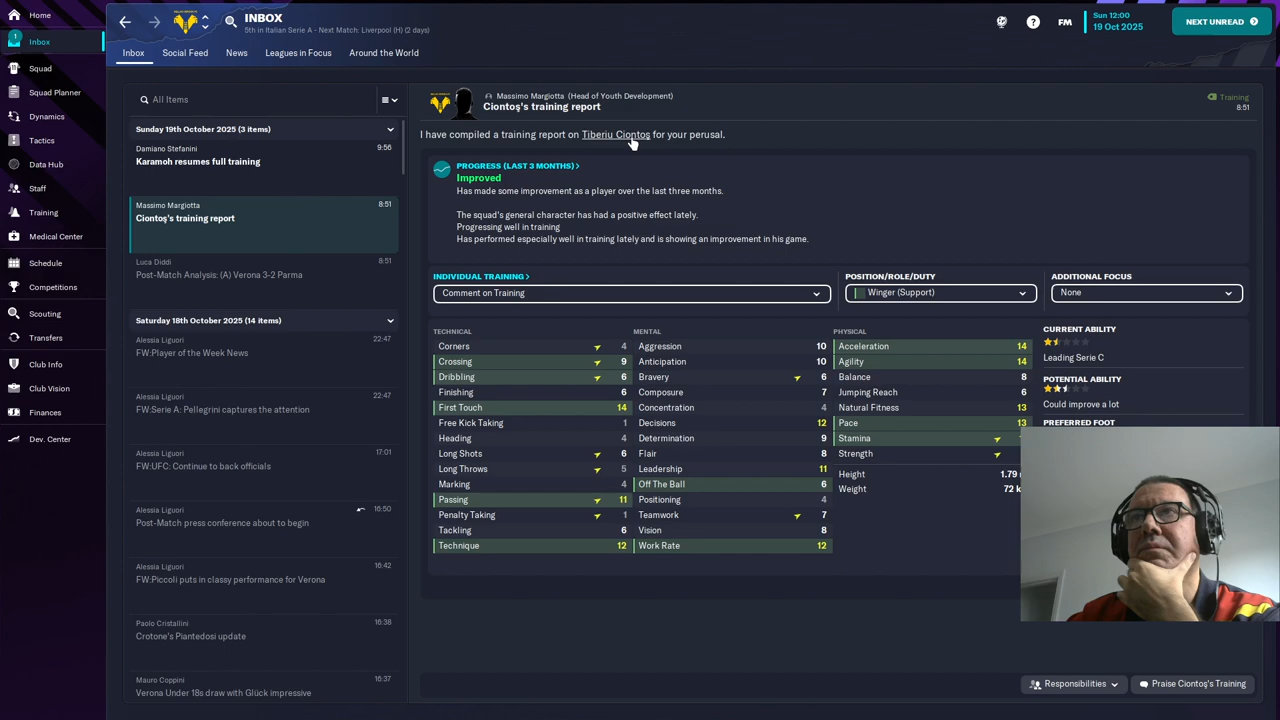 Home
INBOX
5th in Italian Serie A - Next Match: Liverpool (H) (2 days)
FM
Sun 12:00
19 Oct 2025
NEXT UNREAD
1
Inbox
Squad
Squad Planner
Dynamics
Tactics
Data Hub
Staff
Training
Medical Center
Schedule
Competitions
Scouting
Transfers
Club Info
Club Vision
Finances
Dev. Center
Inbox
Social Feed
News
Leagues in Focus
Around the World
All Items
Sunday 19th October 2025 (3 items)
Damiano Stefanini 9:56
Karamoh resumes full training
Massimo Margiotta 8:51
Ciontoş's training report
Luca Diddi 8:51
Post-Match Analysis: (A) Verona 3-2 Parma
Saturday 18th October 2025 (14 items)
Alessia Liguori 22:47
FW:Player of the Week News
Alessia Liguori 22:47
FW:Serie A: Pellegrini captures the attention
Alessia Liguori 17:01
FW:UFC: Continue to back officials
Alessia Liguori 16:50
Post-Match press conference about to begin
Alessia Liguori 16:42
FW:Piccoli puts in classy performance for Verona
Paolo Cristallini 16:38
Crotone's Piantedosi update
Mauro Coppini 16:37
Verona Under 18s draw with Glück impressive
Massimo Margiotta (Head of Youth Development)
Ciontoş's training report
Training
8:51
I have compiled a training report on Tiberiu Ciontoş for your perusal.
PROGRESS (LAST 3 MONTHS)
Improved
Has made some improvement as a player over the last three months.
The squad's general character has had a positive effect lately.
Progressing well in training
Has performed especially well in training lately and is showing an improvement in his game.
INDIVIDUAL TRAINING
Comment on Training
POSITION/ROLE/DUTY
Winger (Support)
ADDITIONAL FOCUS
None
TECHNICAL
Corners 4
Crossing 9
Dribbling 6
Finishing 6
First Touch 14
Free Kick Taking 1
Heading 4
Long Shots 6
Long Throws 5
Marking 4
Passing 11
Penalty Taking 1
Tackling 6
Technique 12
MENTAL
Aggression 10
Anticipation 10
Bravery 6
Composure 7
Concentration 4
Decisions 12
Determination 9
Flair 8
Leadership 11
Off The Ball 6
Positioning 4
Teamwork 7
Vision 8
Work Rate 12
PHYSICAL
Acceleration 14
Agility 14
Balance 8
Jumping Reach 6
Natural Fitness 13
Pace 13
Stamina
Strength
Height 1.79
Weight 72
CURRENT ABILITY
Leading Serie C
POTENTIAL ABILITY
Could improve a lot
PREFERRED FOOT
Responsibilities
Praise Ciontoş's Training